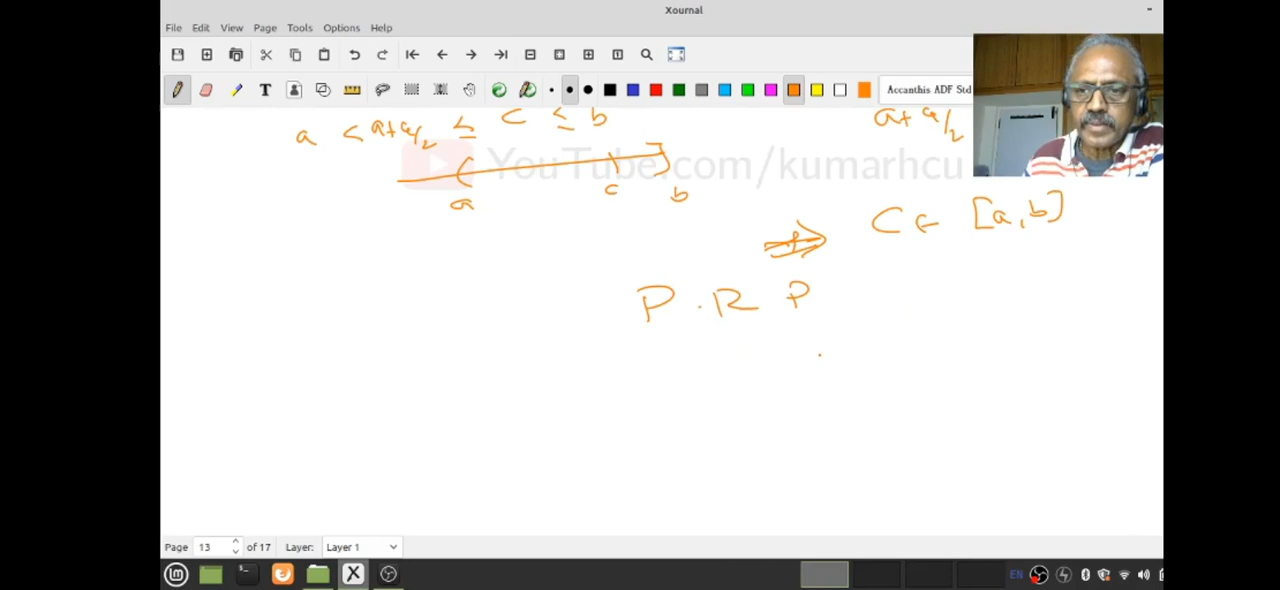 Xournal
File Edit View Page Tools Options Help
Accanthis ADF Std
a < a+a/2 ≤ c ≤ b
a+ a/2
YouTube.com/kumarhcu
a c b
⇒ C ∈ [a, b]
P . R P
Page 13 of 17 Layer: Layer 1
EN